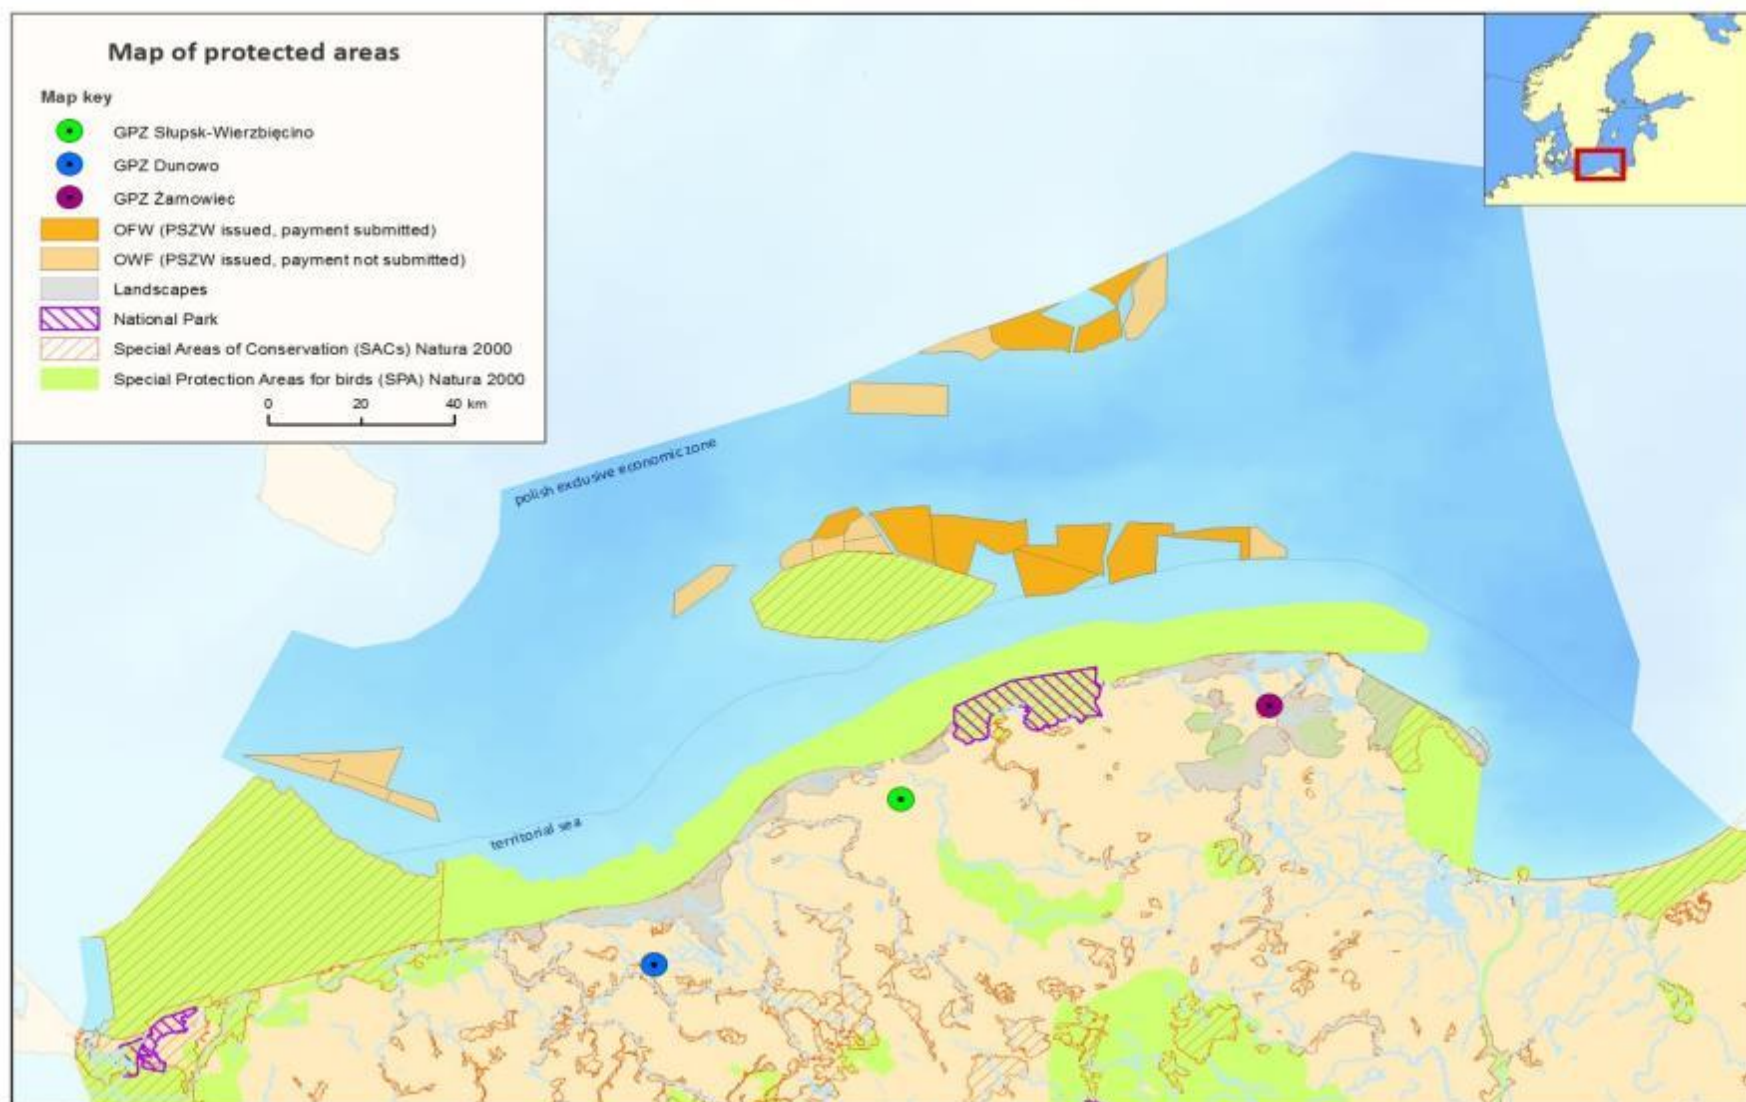 Map of protected areas
Map key
GPZ Słupsk-Wierzbięcino
GPZ Dunowo
GPZ Żarnowiec
OFW (PSZW issued, payment submitted)
OWF (PSZW issued, payment not submitted)
Landscapes
National Park
Special Areas of Conservation (SACs) Natura 2000
Special Protection Areas for birds (SPA) Natura 2000
0 20 40 km
polish exclusive economic zone
territorial sea